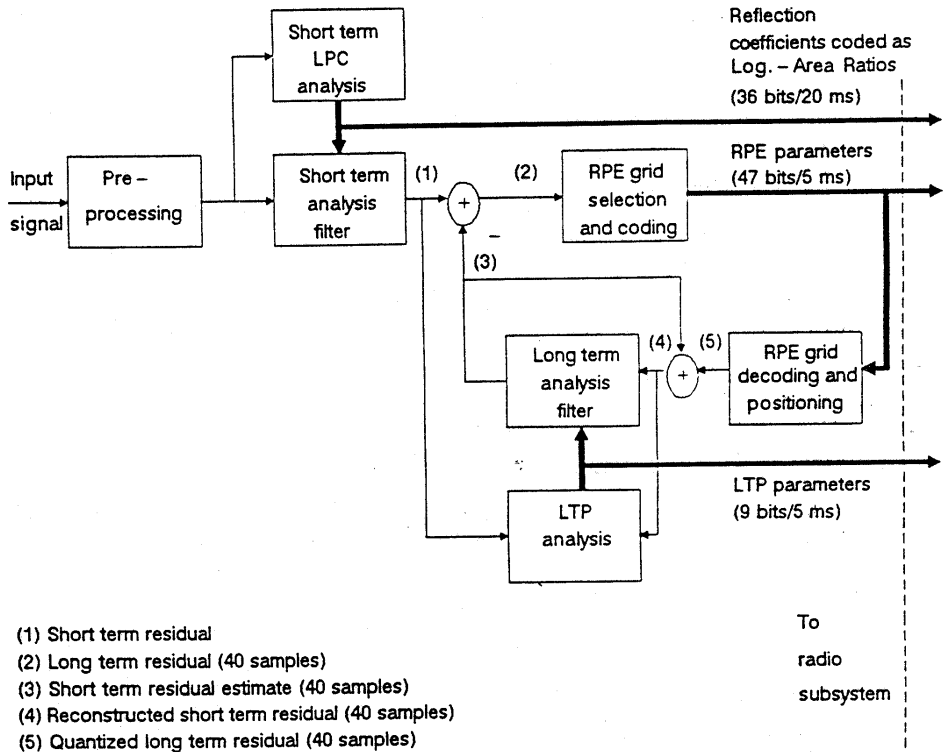 Short term
LPC
analysis
Reflection
coefficients coded as
Log. – Area Ratios
(36 bits/20 ms)
Input
signal
Pre –
processing
Short term
analysis
filter
(1)
+
–
(2)
RPE grid
selection
and coding
RPE parameters
(47 bits/5 ms)
(3)
Long term
analysis
filter
(4)
+
(5)
RPE grid
decoding and
positioning
LTP
analysis
LTP parameters
(9 bits/5 ms)
(1) Short term residual
(2) Long term residual (40 samples)
(3) Short term residual estimate (40 samples)
(4) Reconstructed short term residual (40 samples)
(5) Quantized long term residual (40 samples)
To
radio
subsystem